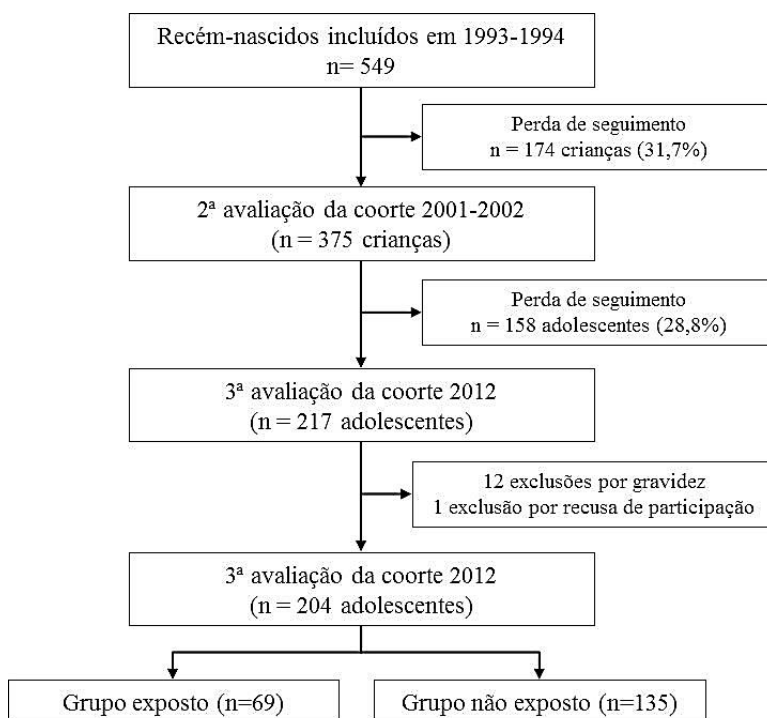 Recém-nascidos incluídos em 1993-1994
n= 549
Perda de seguimento
n = 174 crianças (31,7%)
2ª avaliação da coorte 2001-2002
(n = 375 crianças)
Perda de seguimento
n = 158 adolescentes (28,8%)
3ª avaliação da coorte 2012
(n = 217 adolescentes)
12 exclusões por gravidez
1 exclusão por recusa de participação
3ª avaliação da coorte 2012
(n = 204 adolescentes)
Grupo exposto (n=69)
Grupo não exposto (n=135)